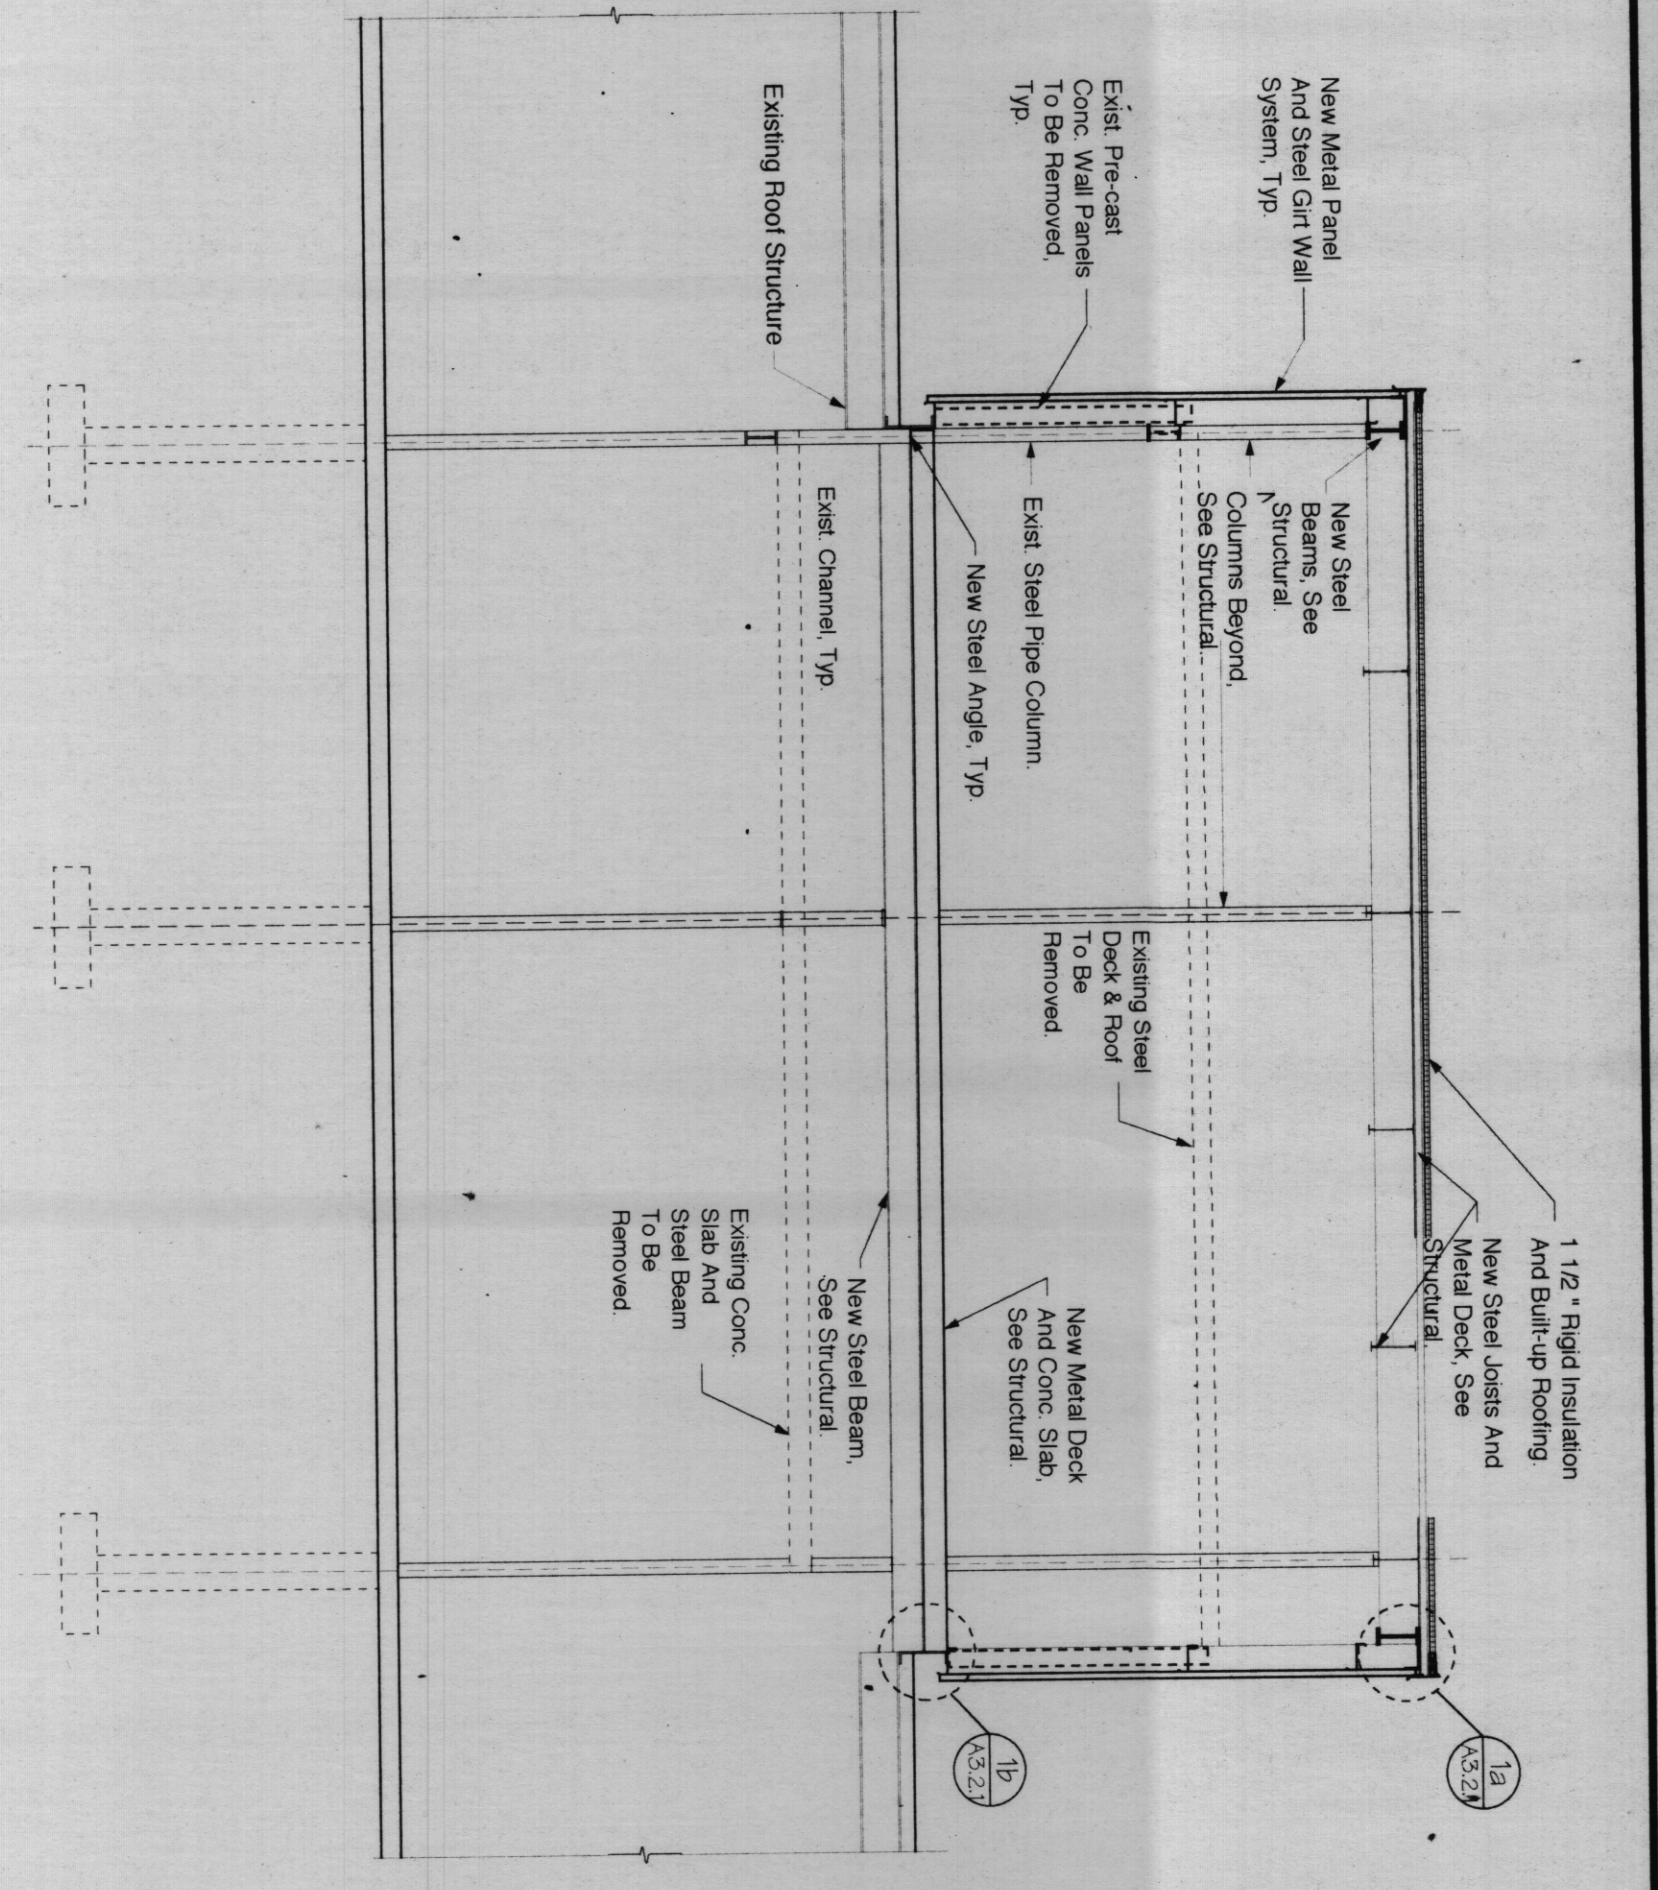 1 1/2 " Rigid Insulation
And Built-up Roofing.
New Steel Joists And
Metal Deck, See
Structural.
New Metal Panel
And Steel Girt Wall
System, Typ.
New Steel
Beams, See
Structural.
Columns Beyond,
See Structural.
Exist. Pre-cast
Conc. Wall Panels
To Be Removed,
Typ.
Existing Steel
Deck & Roof
To Be
Removed.
New Metal Deck
And Conc. Slab,
See Structural.
Exist. Steel Pipe Column.
New Steel Angle, Typ.
Existing Roof Structure
Exist. Channel, Typ.
New Steel Beam,
See Structural.
Existing Conc.
Slab And
Steel Beam
To Be
Removed.
1a
A3.2.1
1b
A3.2.1